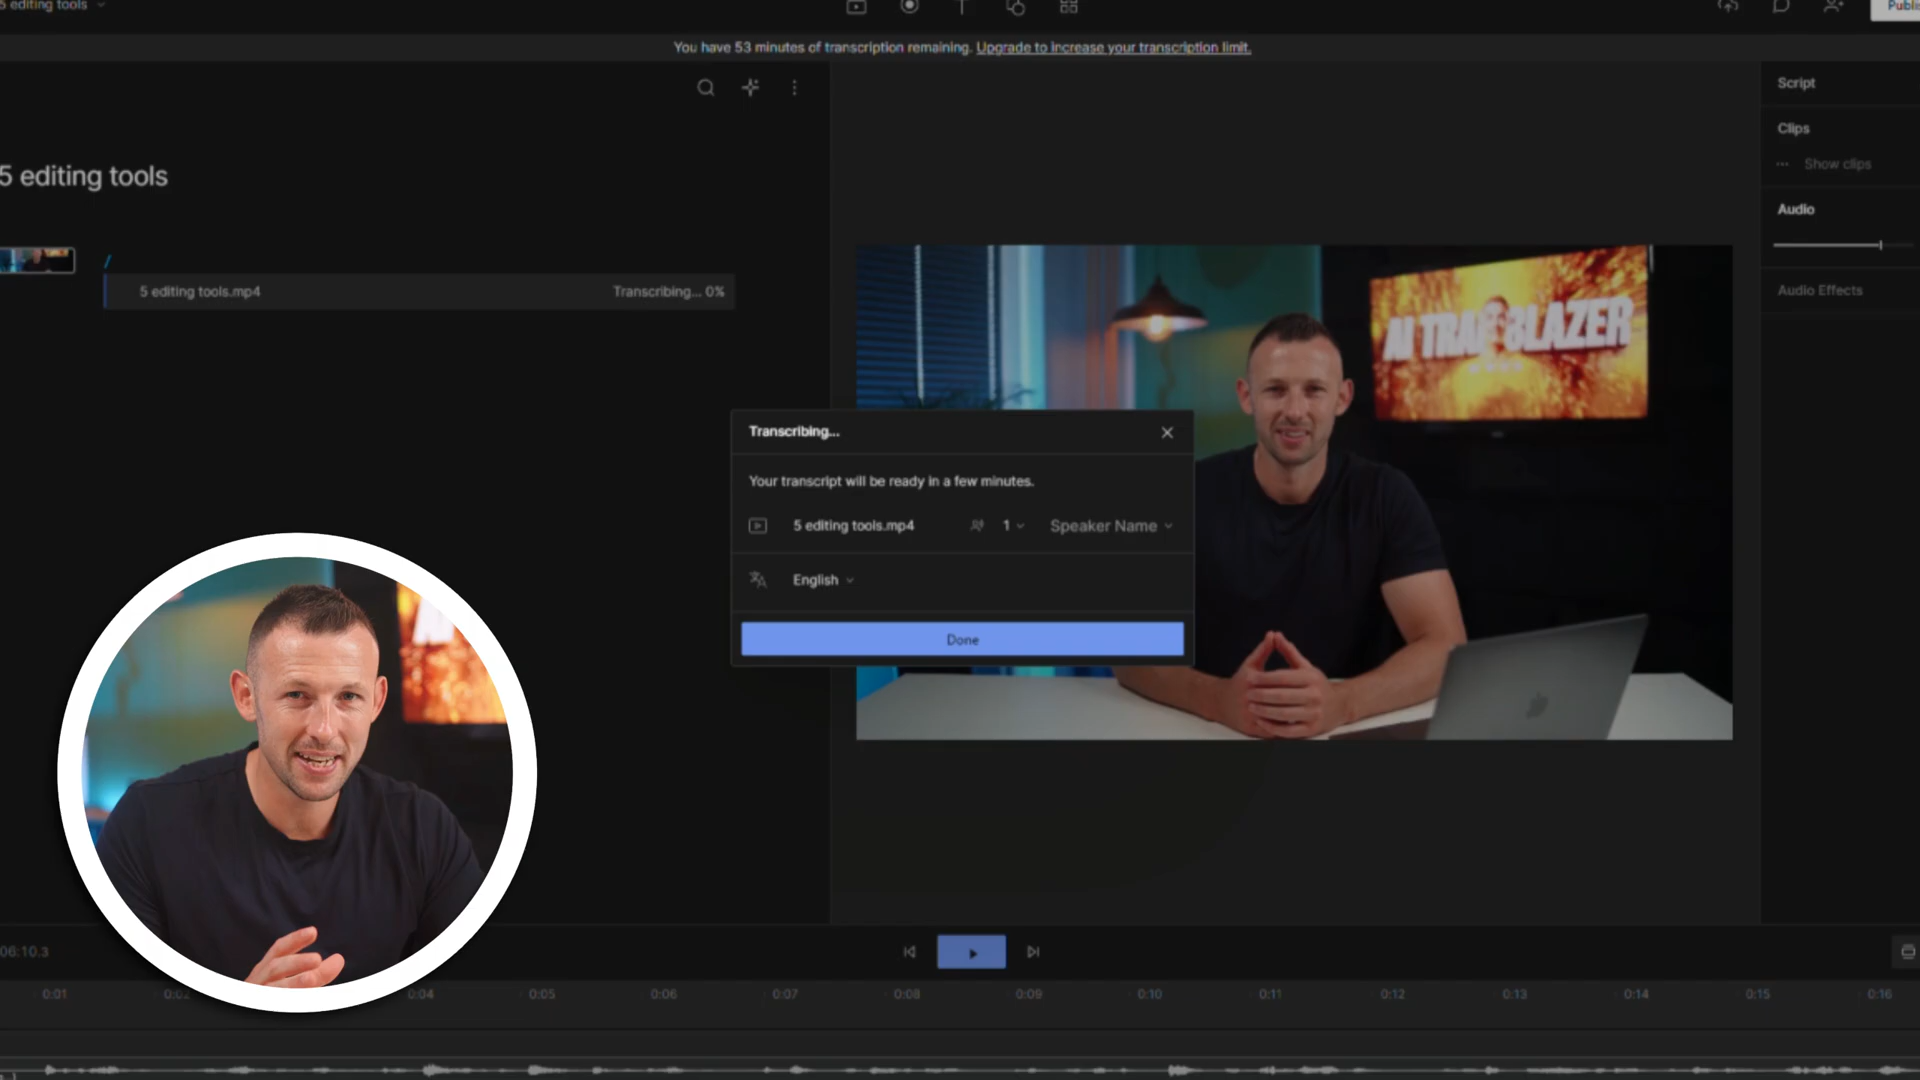 5 editing tools
You have 53 minutes of transcription remaining. Upgrade to increase your transcription limit.
Script
Clips
Show clips
Audio
Audio Effects
5 editing tools
/
5 editing tools.mp4 Transcribing... 0%
AI TRAILBLAZER
Transcribing...
Your transcript will be ready in a few minutes.
5 editing tools.mp4 1 Speaker Name
English
Done
06:10.3
0:01 0:02 0:04 0:05 0:06 0:07 0:08 0:09 0:10 0:11 0:12 0:13 0:14 0:15 0:16